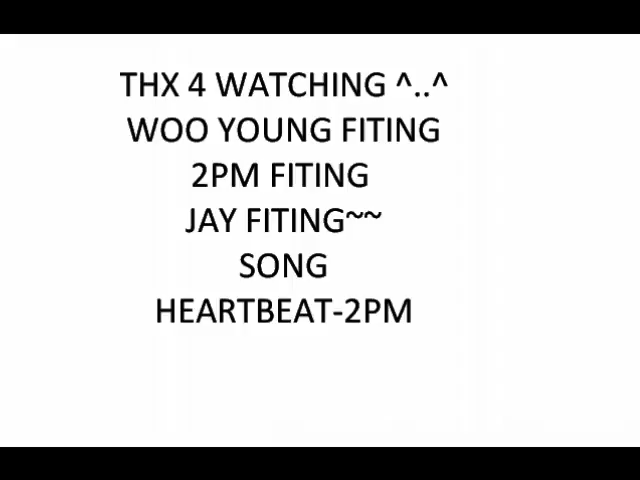 THX 4 WATCHING ^..^
WOO YOUNG FITING
2PM FITING
JAY FITING~~
SONG
HEARTBEAT-2PM